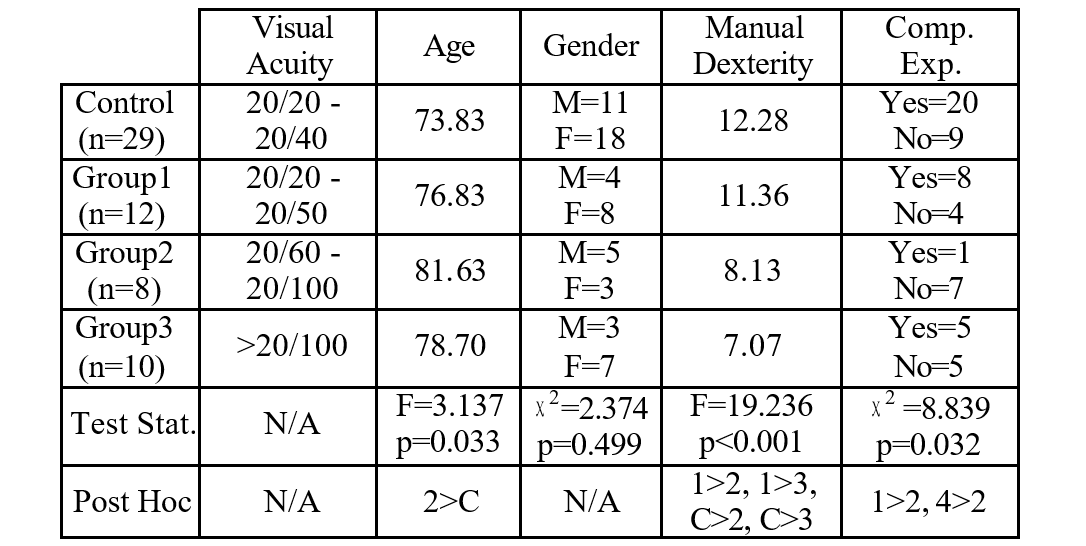 Visual Acuity Age Gender Manual Dexterity Comp. Exp.
Control (n=29) 20/20 - 20/40 73.83 M=11 F=18 12.28 Yes=20 No=9
Group1 (n=12) 20/20 - 20/50 76.83 M=4 F=8 11.36 Yes=8 No=4
Group2 (n=8) 20/60 - 20/100 81.63 M=5 F=3 8.13 Yes=1 No=7
Group3 (n=10) >20/100 78.70 M=3 F=7 7.07 Yes=5 No=5
Test Stat. N/A F=3.137 p=0.033 χ²=2.374 p=0.499 F=19.236 p<0.001 χ² =8.839 p=0.032
Post Hoc N/A 2>C N/A 1>2, 1>3, C>2, C>3 1>2, 4>2